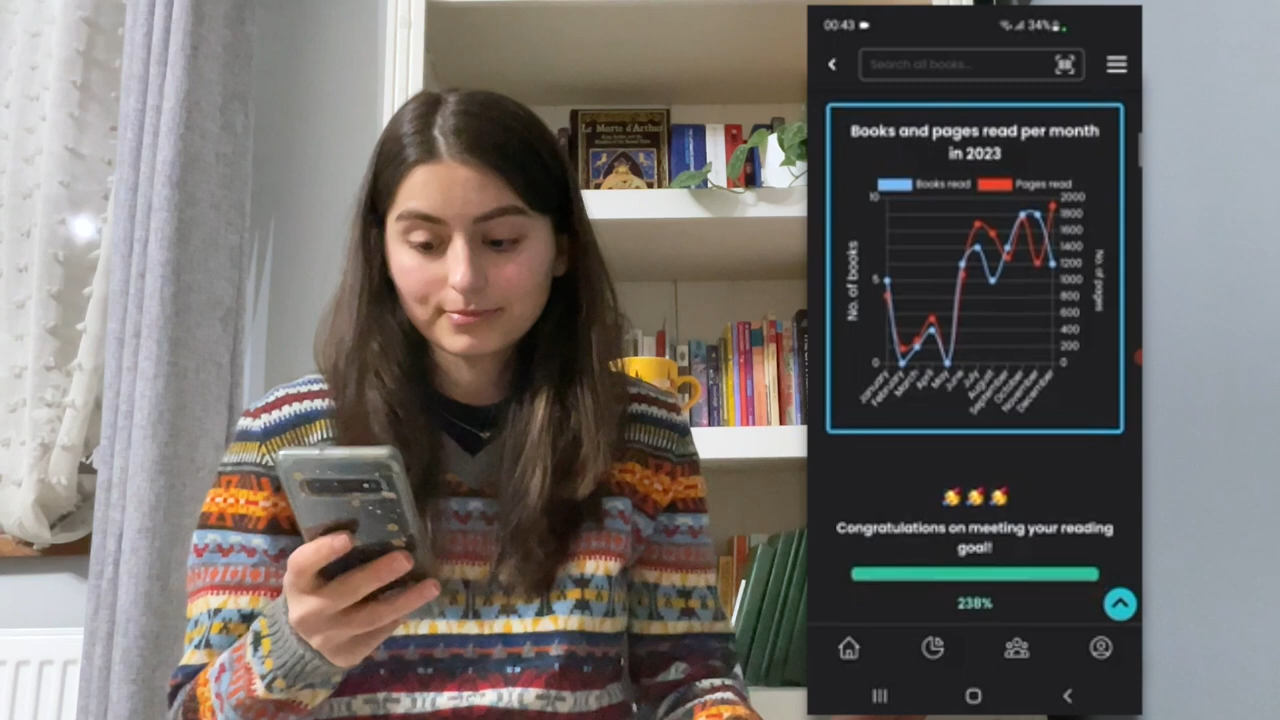 Le Morte d'Arthur
00:43
34%
Search all books...
Books and pages read per month
in 2023
Books read
Pages read
10
5
0
No. of books
2000
1800
1600
1400
1200
1000
800
600
400
200
0
No of pages
January
February
March
April
May
June
July
August
September
October
November
December
Congratulations on meeting your reading
goal!
238%